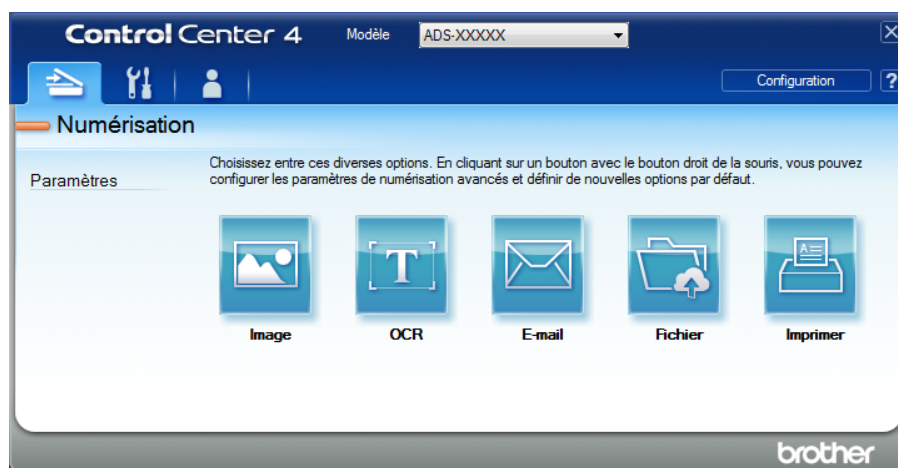 Control Center 4 Modèle ADS-XXXXX
Configuration ?
Numérisation
Paramètres
Choisissez entre ces diverses options. En cliquant sur un bouton avec le bouton droit de la souris, vous pouvez
configurer les paramètres de numérisation avancés et définir de nouvelles options par défaut.
T
Image OCR E-mail Fichier Imprimer
brother